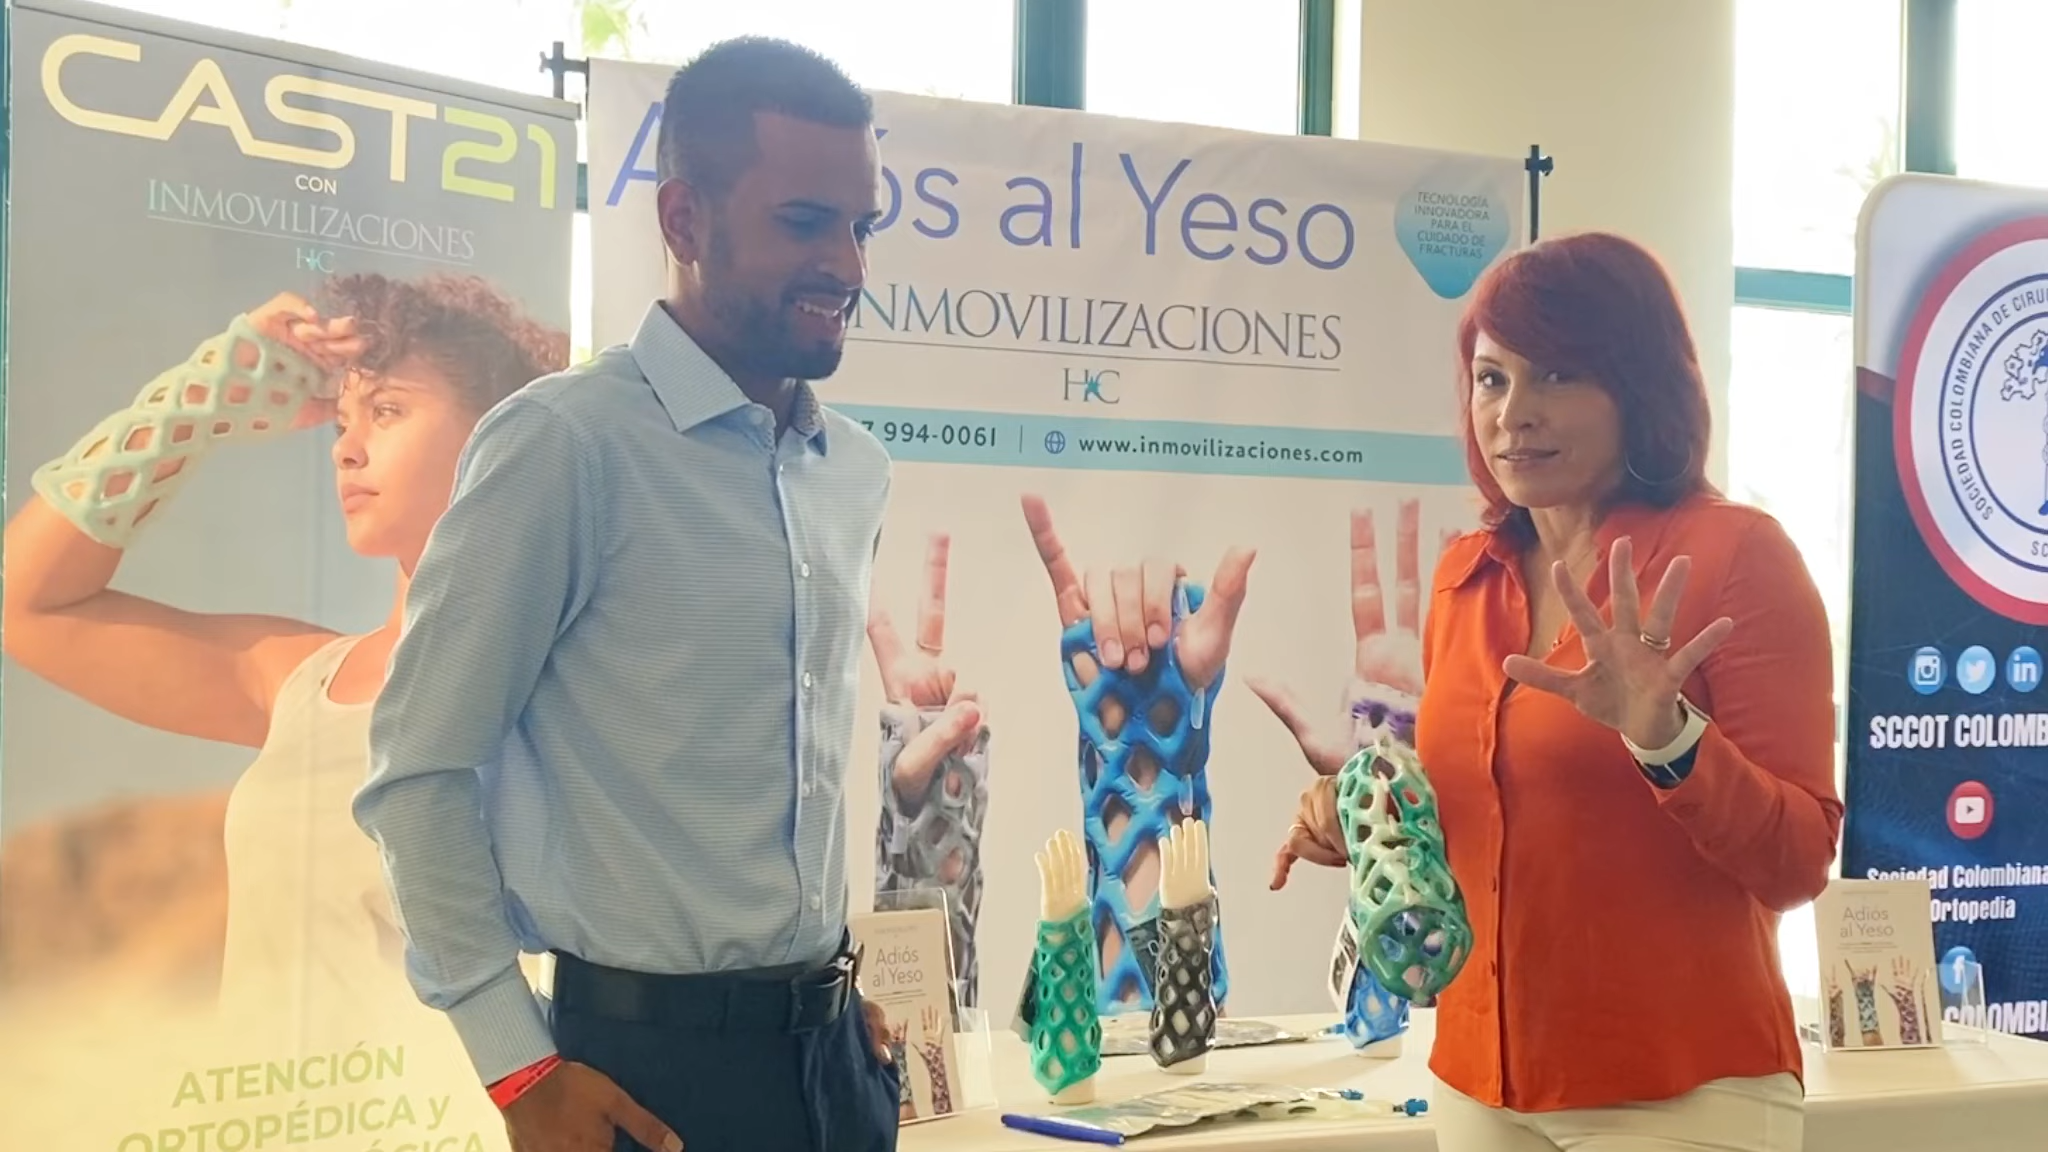 CAST21
CON
INMOVILIZACIONES
HC
ATENCIÓN
ORTOPÉDICA y
Adiós al Yeso
TECNOLOGÍA
INNOVADORA
PARA EL
CUIDADO DE
FRACTURAS
INMOVILIZACIONES
HC
7 994-0061 | www.inmovilizaciones.com
Adiós
al Yeso
SOCIEDAD COLOMBIANA DE CIRU
SCCOT COLOMB
Sociedad Colombiana
Ortopedia
COLOMBI
Adiós
al Yeso